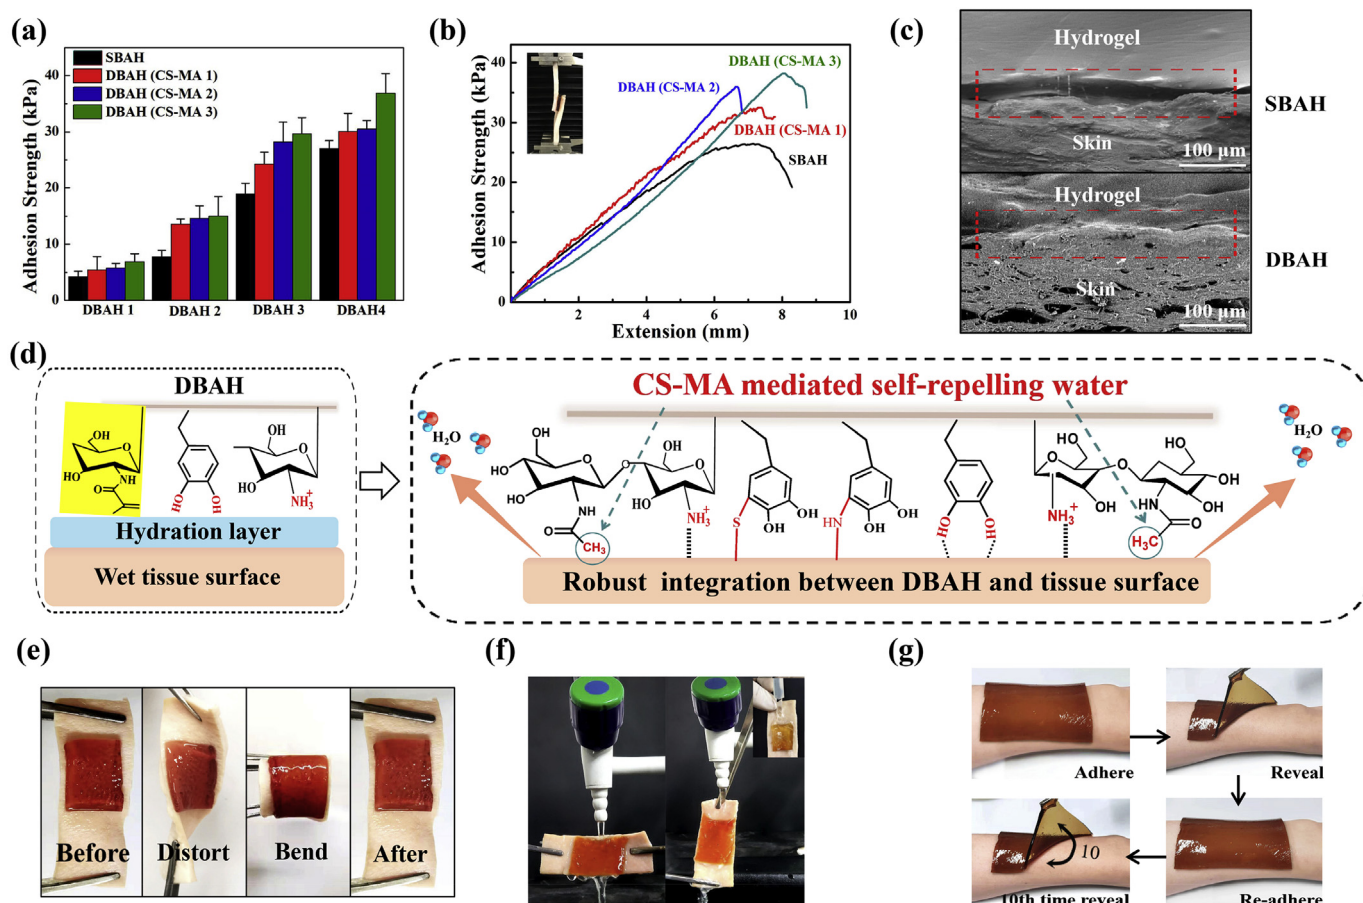 (a)
SBAH
DBAH (CS-MA 1)
DBAH (CS-MA 2)
DBAH (CS-MA 3)
Adhesion Strength (kPa)
40
30
20
10
0
DBAH 1 DBAH 2 DBAH 3 DBAH4
(b)
DBAH (CS-MA 3)
DBAH (CS-MA 2)
DBAH (CS-MA 1)
SBAH
Adhesion Strength (kPa)
40
30
20
10
0
2 4 6 8 10
Extension (mm)
(c)
Hydrogel
SBAH
Skin
100 µm
Hydrogel
DBAH
Skin
100 µm
(d)
DBAH
OH
O
HO
NH
O
HO
OH
OH
O
HO
NH3+
Hydration layer
Wet tissue surface
CS-MA mediated self-repelling water
H2O
OH
HO
O
OH
NH
O
CH3
O
OH
O
HO
NH3+
S
OH
OH
HN
OH
OH
HO
OH
HO
O
OH
NH3+
O
OH
O
OH
OH
NH
O
H3C
H2O
Robust integration between DBAH and tissue surface
(e)
Before
Distort
Bend
After
(f)
(g)
Adhere
Reveal
10
10th time reveal
Re-adhere